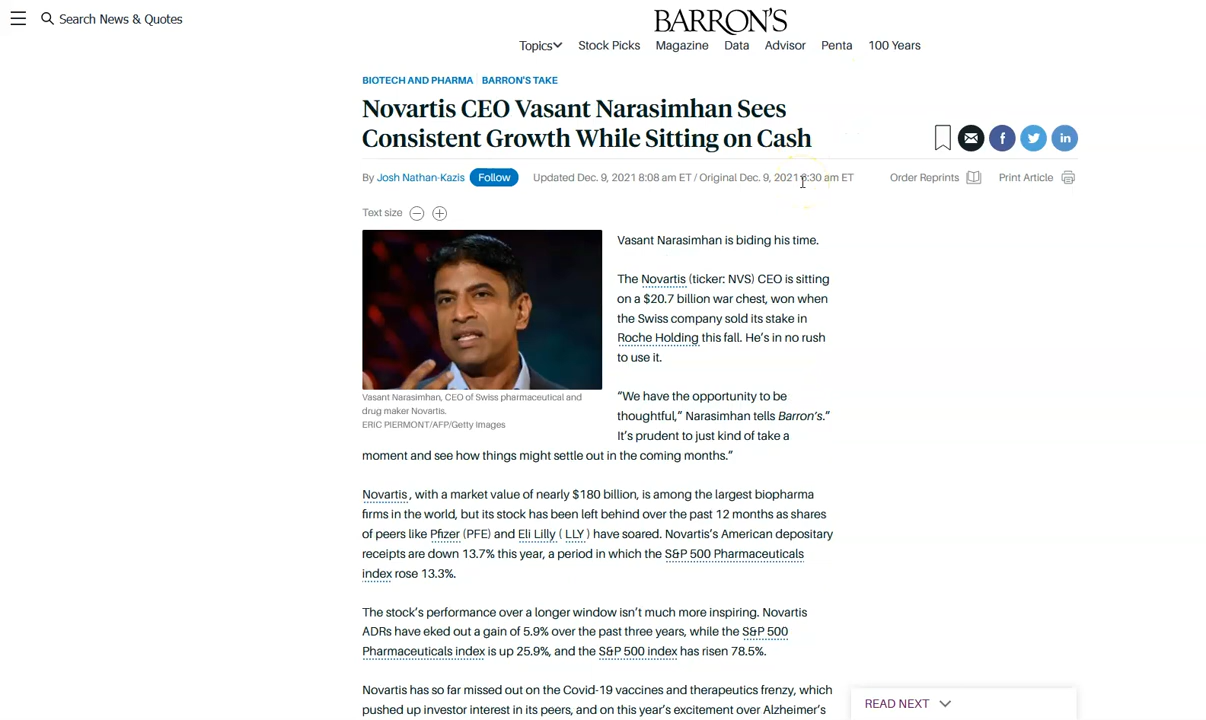 Search News & Quotes
BARRON'S
Topics
Stock Picks
Magazine
Data
Advisor
Penta
100 Years
BIOTECH AND PHARMA BARRON'S TAKE
Novartis CEO Vasant Narasimhan Sees
Consistent Growth While Sitting on Cash
f
in
By Josh Nathan-Kazis Follow Updated Dec. 9, 2021 8:08 am ET / Original Dec. 9, 2021 6:30 am ET
Order Reprints
Print Article
Text size
Vasant Narasimhan is biding his time.
The Novartis (ticker: NVS) CEO is sitting
on a $20.7 billion war chest, won when
the Swiss company sold its stake in
Roche Holding this fall. He's in no rush
to use it.
Vasant Narasimhan, CEO of Swiss pharmaceutical and
drug maker Novartis.
ERIC PIERMONT/AFP/Getty Images
“We have the opportunity to be
thoughtful,” Narasimhan tells Barron's.”
It's prudent to just kind of take a
moment and see how things might settle out in the coming months.”
Novartis , with a market value of nearly $180 billion, is among the largest biopharma
firms in the world, but its stock has been left behind over the past 12 months as shares
of peers like Pfizer (PFE) and Eli Lilly ( LLY ) have soared. Novartis's American depositary
receipts are down 13.7% this year, a period in which the S&P 500 Pharmaceuticals
index rose 13.3%.
The stock's performance over a longer window isn't much more inspiring. Novartis
ADRs have eked out a gain of 5.9% over the past three years, while the S&P 500
Pharmaceuticals index is up 25.9%, and the S&P 500 index has risen 78.5%.
Novartis has so far missed out on the Covid-19 vaccines and therapeutics frenzy, which
pushed up investor interest in its peers, and on this year's excitement over Alzheimer's
READ NEXT